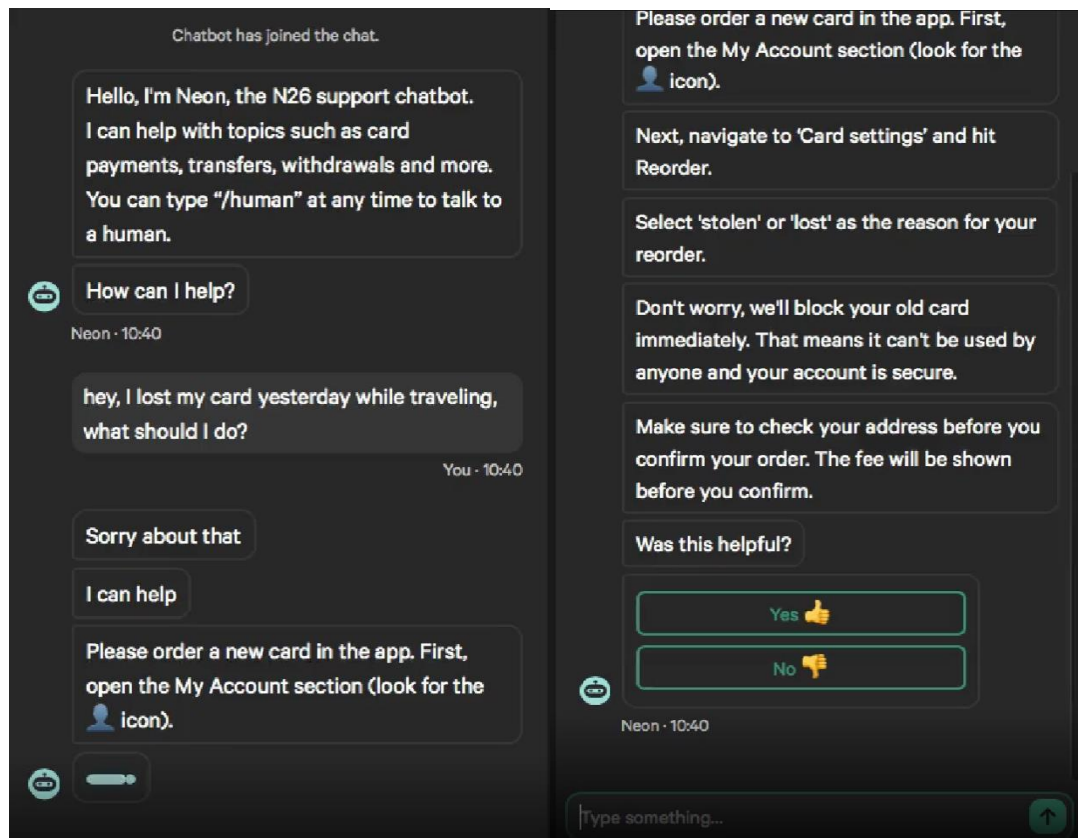 Chatbot has joined the chat.
Hello, I'm Neon, the N26 support chatbot.
I can help with topics such as card
payments, transfers, withdrawals and more.
You can type “/human” at any time to talk to
a human.
How can I help?
Neon · 10:40
hey, I lost my card yesterday while traveling,
what should I do?
You · 10:40
Sorry about that
I can help
Please order a new card in the app. First,
open the My Account section (look for the
👤 icon).
Please order a new card in the app. First,
open the My Account section (look for the
👤 icon).
Next, navigate to ‘Card settings’ and hit
Reorder.
Select 'stolen' or 'lost' as the reason for your
reorder.
Don't worry, we'll block your old card
immediately. That means it can't be used by
anyone and your account is secure.
Make sure to check your address before you
confirm your order. The fee will be shown
before you confirm.
Was this helpful?
Yes 👍
No 👎
Neon · 10:40
Type something...